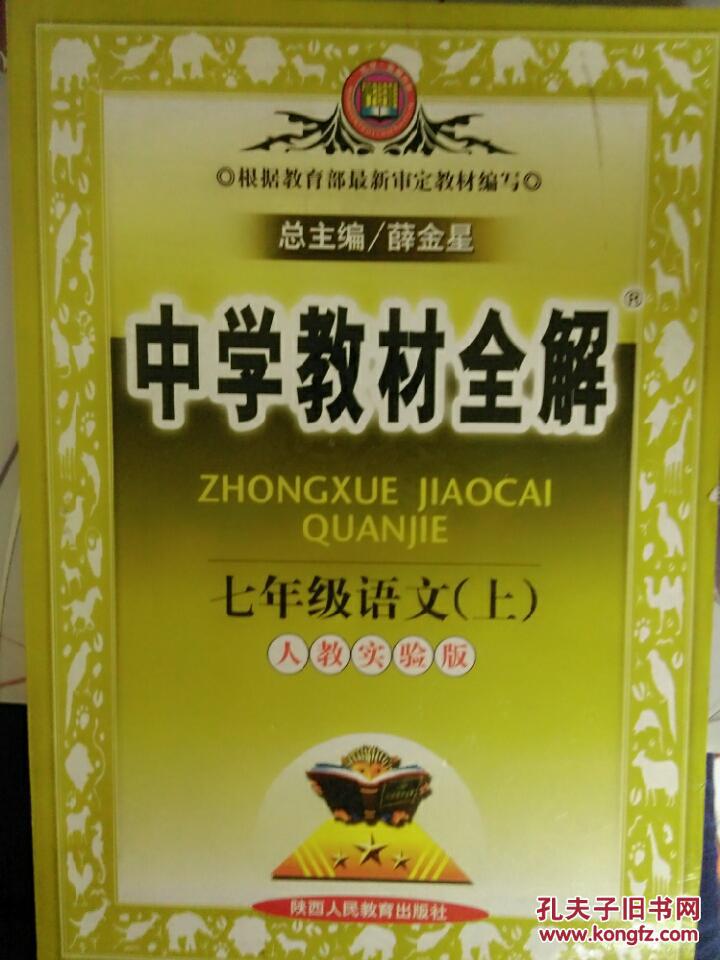 ◎根据教育部最新审定教材编写◎
总主编/薛金星
中学教材全解®
ZHONGXUE JIAOCAI
QUANJIE
七年级语文(上)
人教实验版
陕西人民教育出版社
孔夫子旧书网
www.kongfz.com